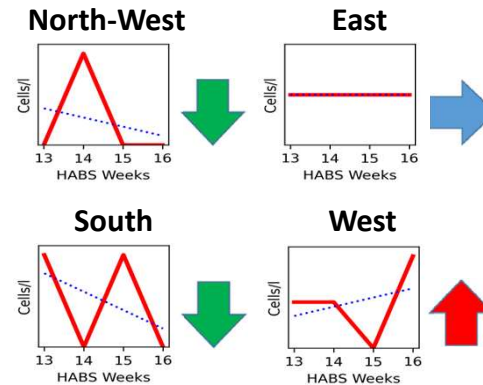 North-West
Cells/l
13 14 15 16
HABS Weeks
East
Cells/l
13 14 15 16
HABS Weeks
South
Cells/l
13 14 15 16
HABS Weeks
West
Cells/l
13 14 15 16
HABS Weeks